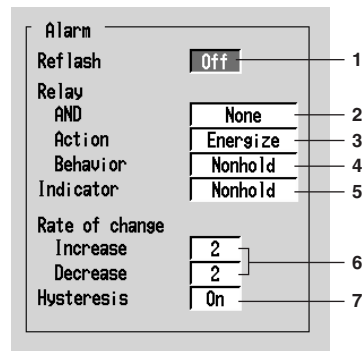 Alarm
Reflash Off 1
Relay
AND None 2
Action Energize 3
Behavior Nonhold 4
Indicator Nonhold 5
Rate of change
Increase 2
6
Decrease 2
Hysteresis On 7